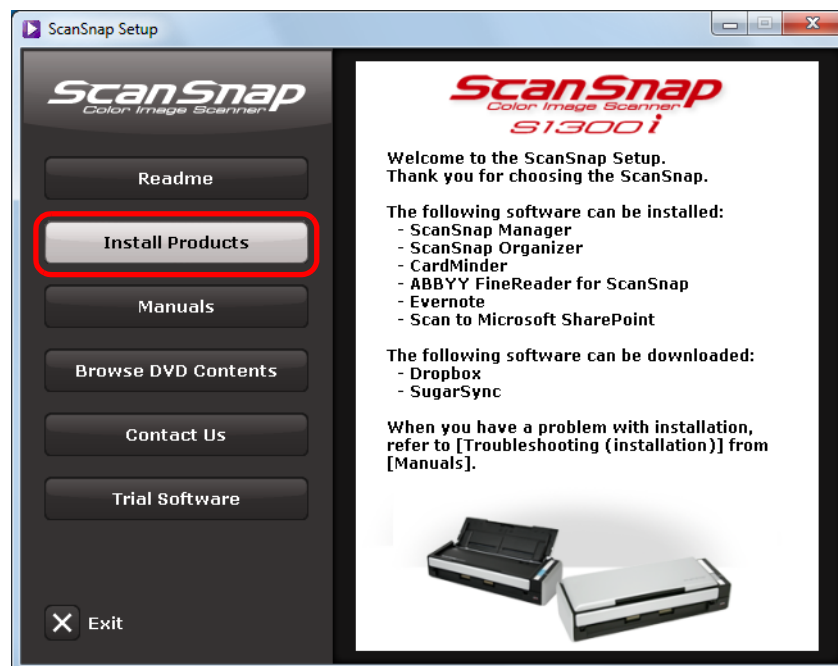 ScanSnap Setup
ScanSnap
Color Image Scanner
Readme
Install Products
Manuals
Browse DVD Contents
Contact Us
Trial Software
Exit
ScanSnap
Color Image Scanner
S1300i
Welcome to the ScanSnap Setup.
Thank you for choosing the ScanSnap.
The following software can be installed:
- ScanSnap Manager
- ScanSnap Organizer
- CardMinder
- ABBYY FineReader for ScanSnap
- Evernote
- Scan to Microsoft SharePoint
The following software can be downloaded:
- Dropbox
- SugarSync
When you have a problem with installation,
refer to [Troubleshooting (installation)] from
[Manuals].